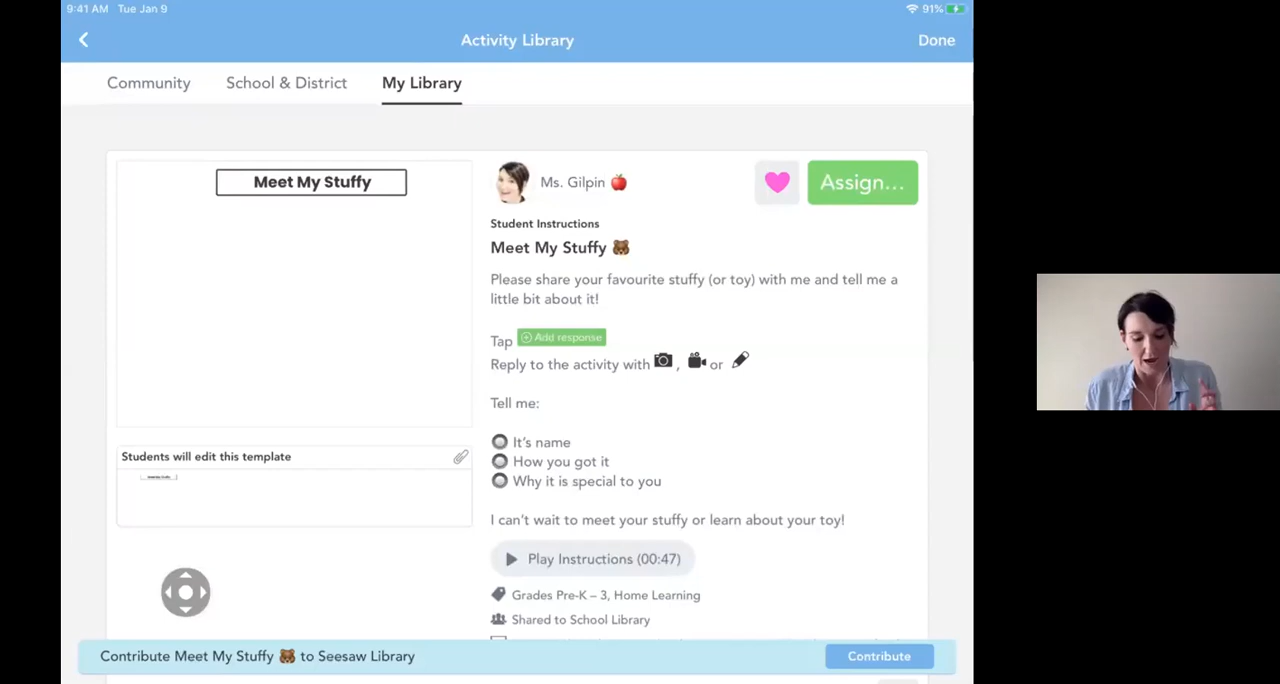 9:41 AM Tue Jan 9
91%
Activity Library
Done
Community
School & District
My Library
Meet My Stuffy
Ms. Gilpin
Assign...
Student Instructions
Meet My Stuffy
Please share your favourite stuffy (or toy) with me and tell me a
little bit about it!
Tap Add response
Reply to the activity with , or
Tell me:
It's name
How you got it
Why it is special to you
I can't wait to meet your stuffy or learn about your toy!
Play Instructions (00:47)
Students will edit this template
Grades Pre-K – 3, Home Learning
Shared to School Library
Contribute Meet My Stuffy to Seesaw Library
Contribute